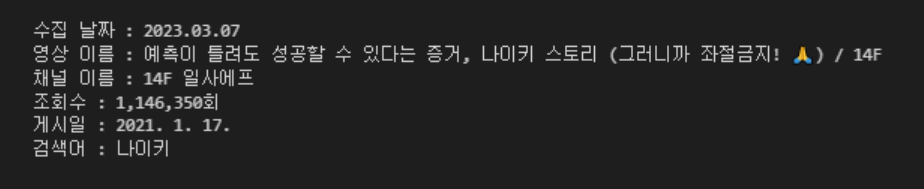 수집 날짜 : 2023.03.07
영상 이름 : 예측이 틀려도 성공할 수 있다는 증거, 나이키 스토리 (그러니까 좌절금지! 🙏) / 14F
채널 이름 : 14F 일사에프
조회수 : 1,146,350회
게시일 : 2021. 1. 17.
검색어 : 나이키